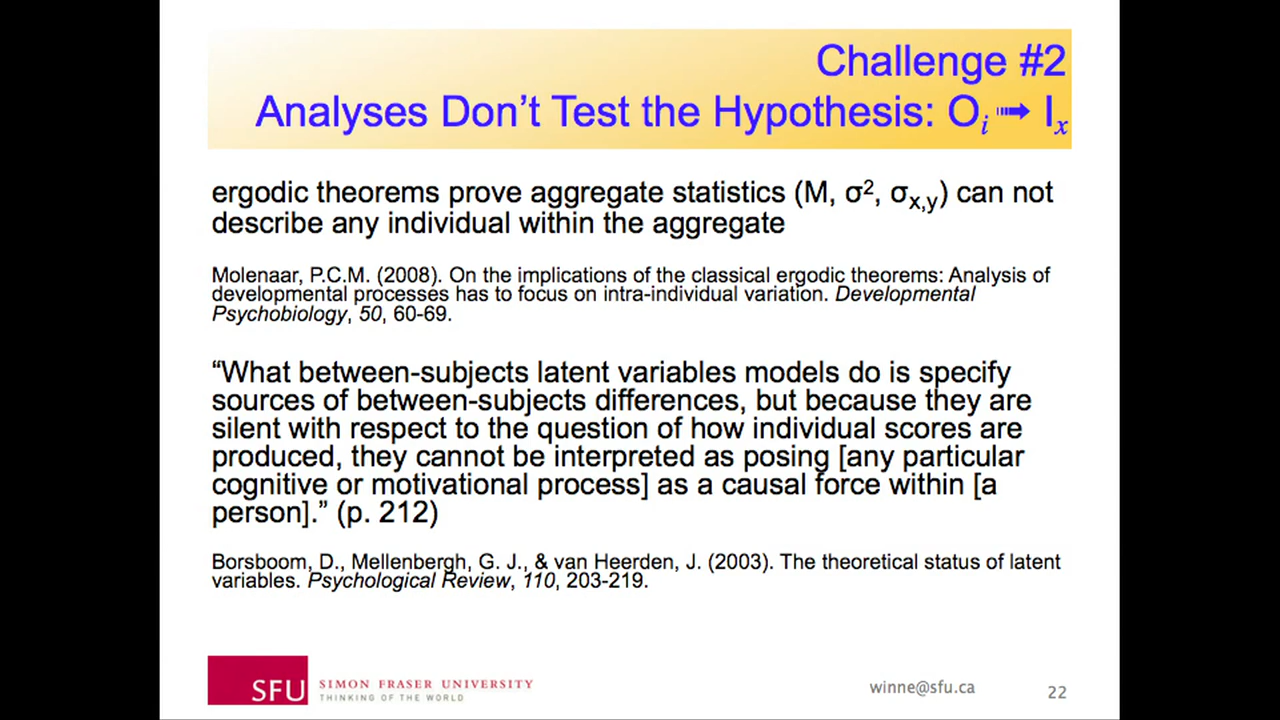 Challenge #2
Analyses Don't Test the Hypothesis: Oi ➟ Ix
ergodic theorems prove aggregate statistics (M, σ², σx,y) can not
describe any individual within the aggregate
Molenaar, P.C.M. (2008). On the implications of the classical ergodic theorems: Analysis of
developmental processes has to focus on intra-individual variation. Developmental
Psychobiology, 50, 60-69.
“What between-subjects latent variables models do is specify
sources of between-subjects differences, but because they are
silent with respect to the question of how individual scores are
produced, they cannot be interpreted as posing [any particular
cognitive or motivational process] as a causal force within [a
person].” (p. 212)
Borsboom, D., Mellenbergh, G. J., & van Heerden, J. (2003). The theoretical status of latent
variables. Psychological Review, 110, 203-219.
SFU
SIMON FRASER UNIVERSITY
THINKING OF THE WORLD
winne@sfu.ca
22